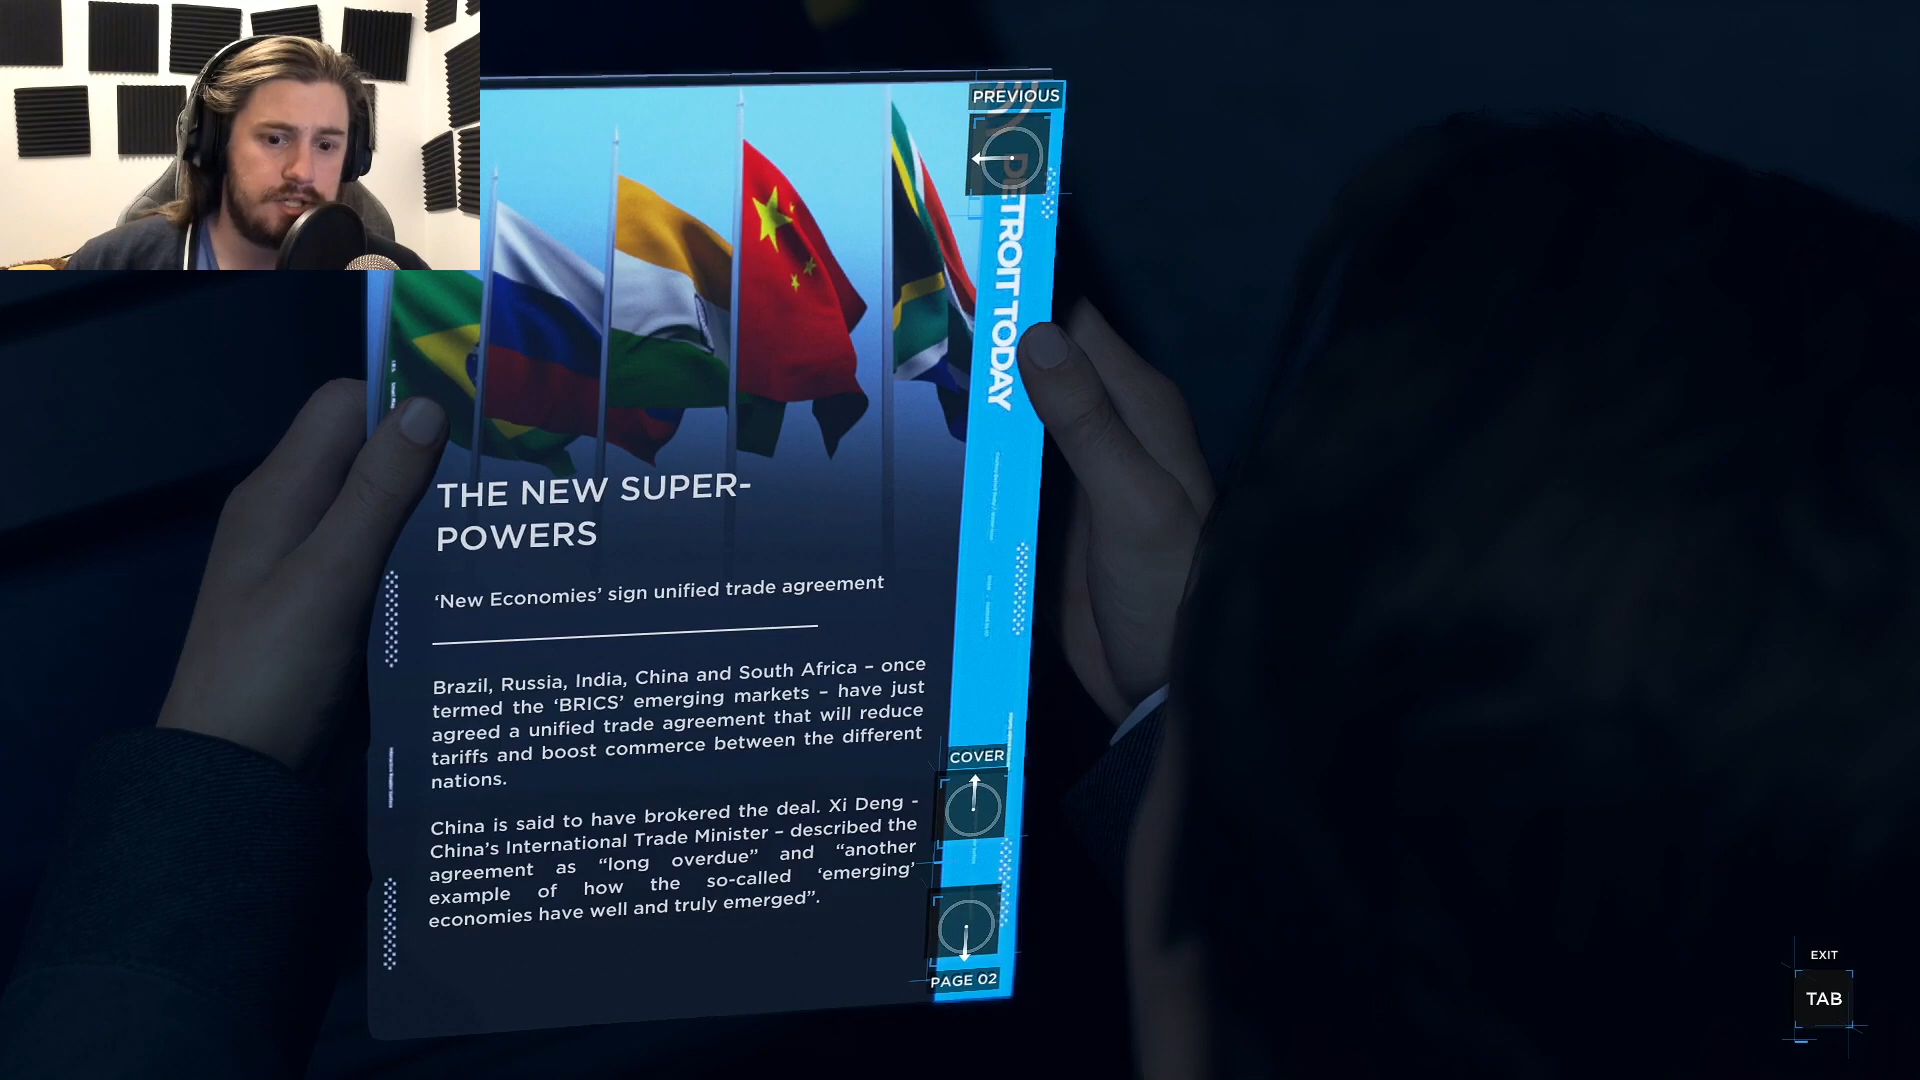 PREVIOUS
DETROIT TODAY
THE NEW SUPER-
POWERS
‘New Economies’ sign unified trade agreement
Brazil, Russia, India, China and South Africa – once
termed the ‘BRICS’ emerging markets – have just
agreed a unified trade agreement that will reduce
tariffs and boost commerce between the different
nations.
China is said to have brokered the deal. Xi Deng -
China’s International Trade Minister – described the
agreement as “long overdue” and “another
example of how the so-called ‘emerging’
economies have well and truly emerged”.
COVER
PAGE 02
EXIT
TAB